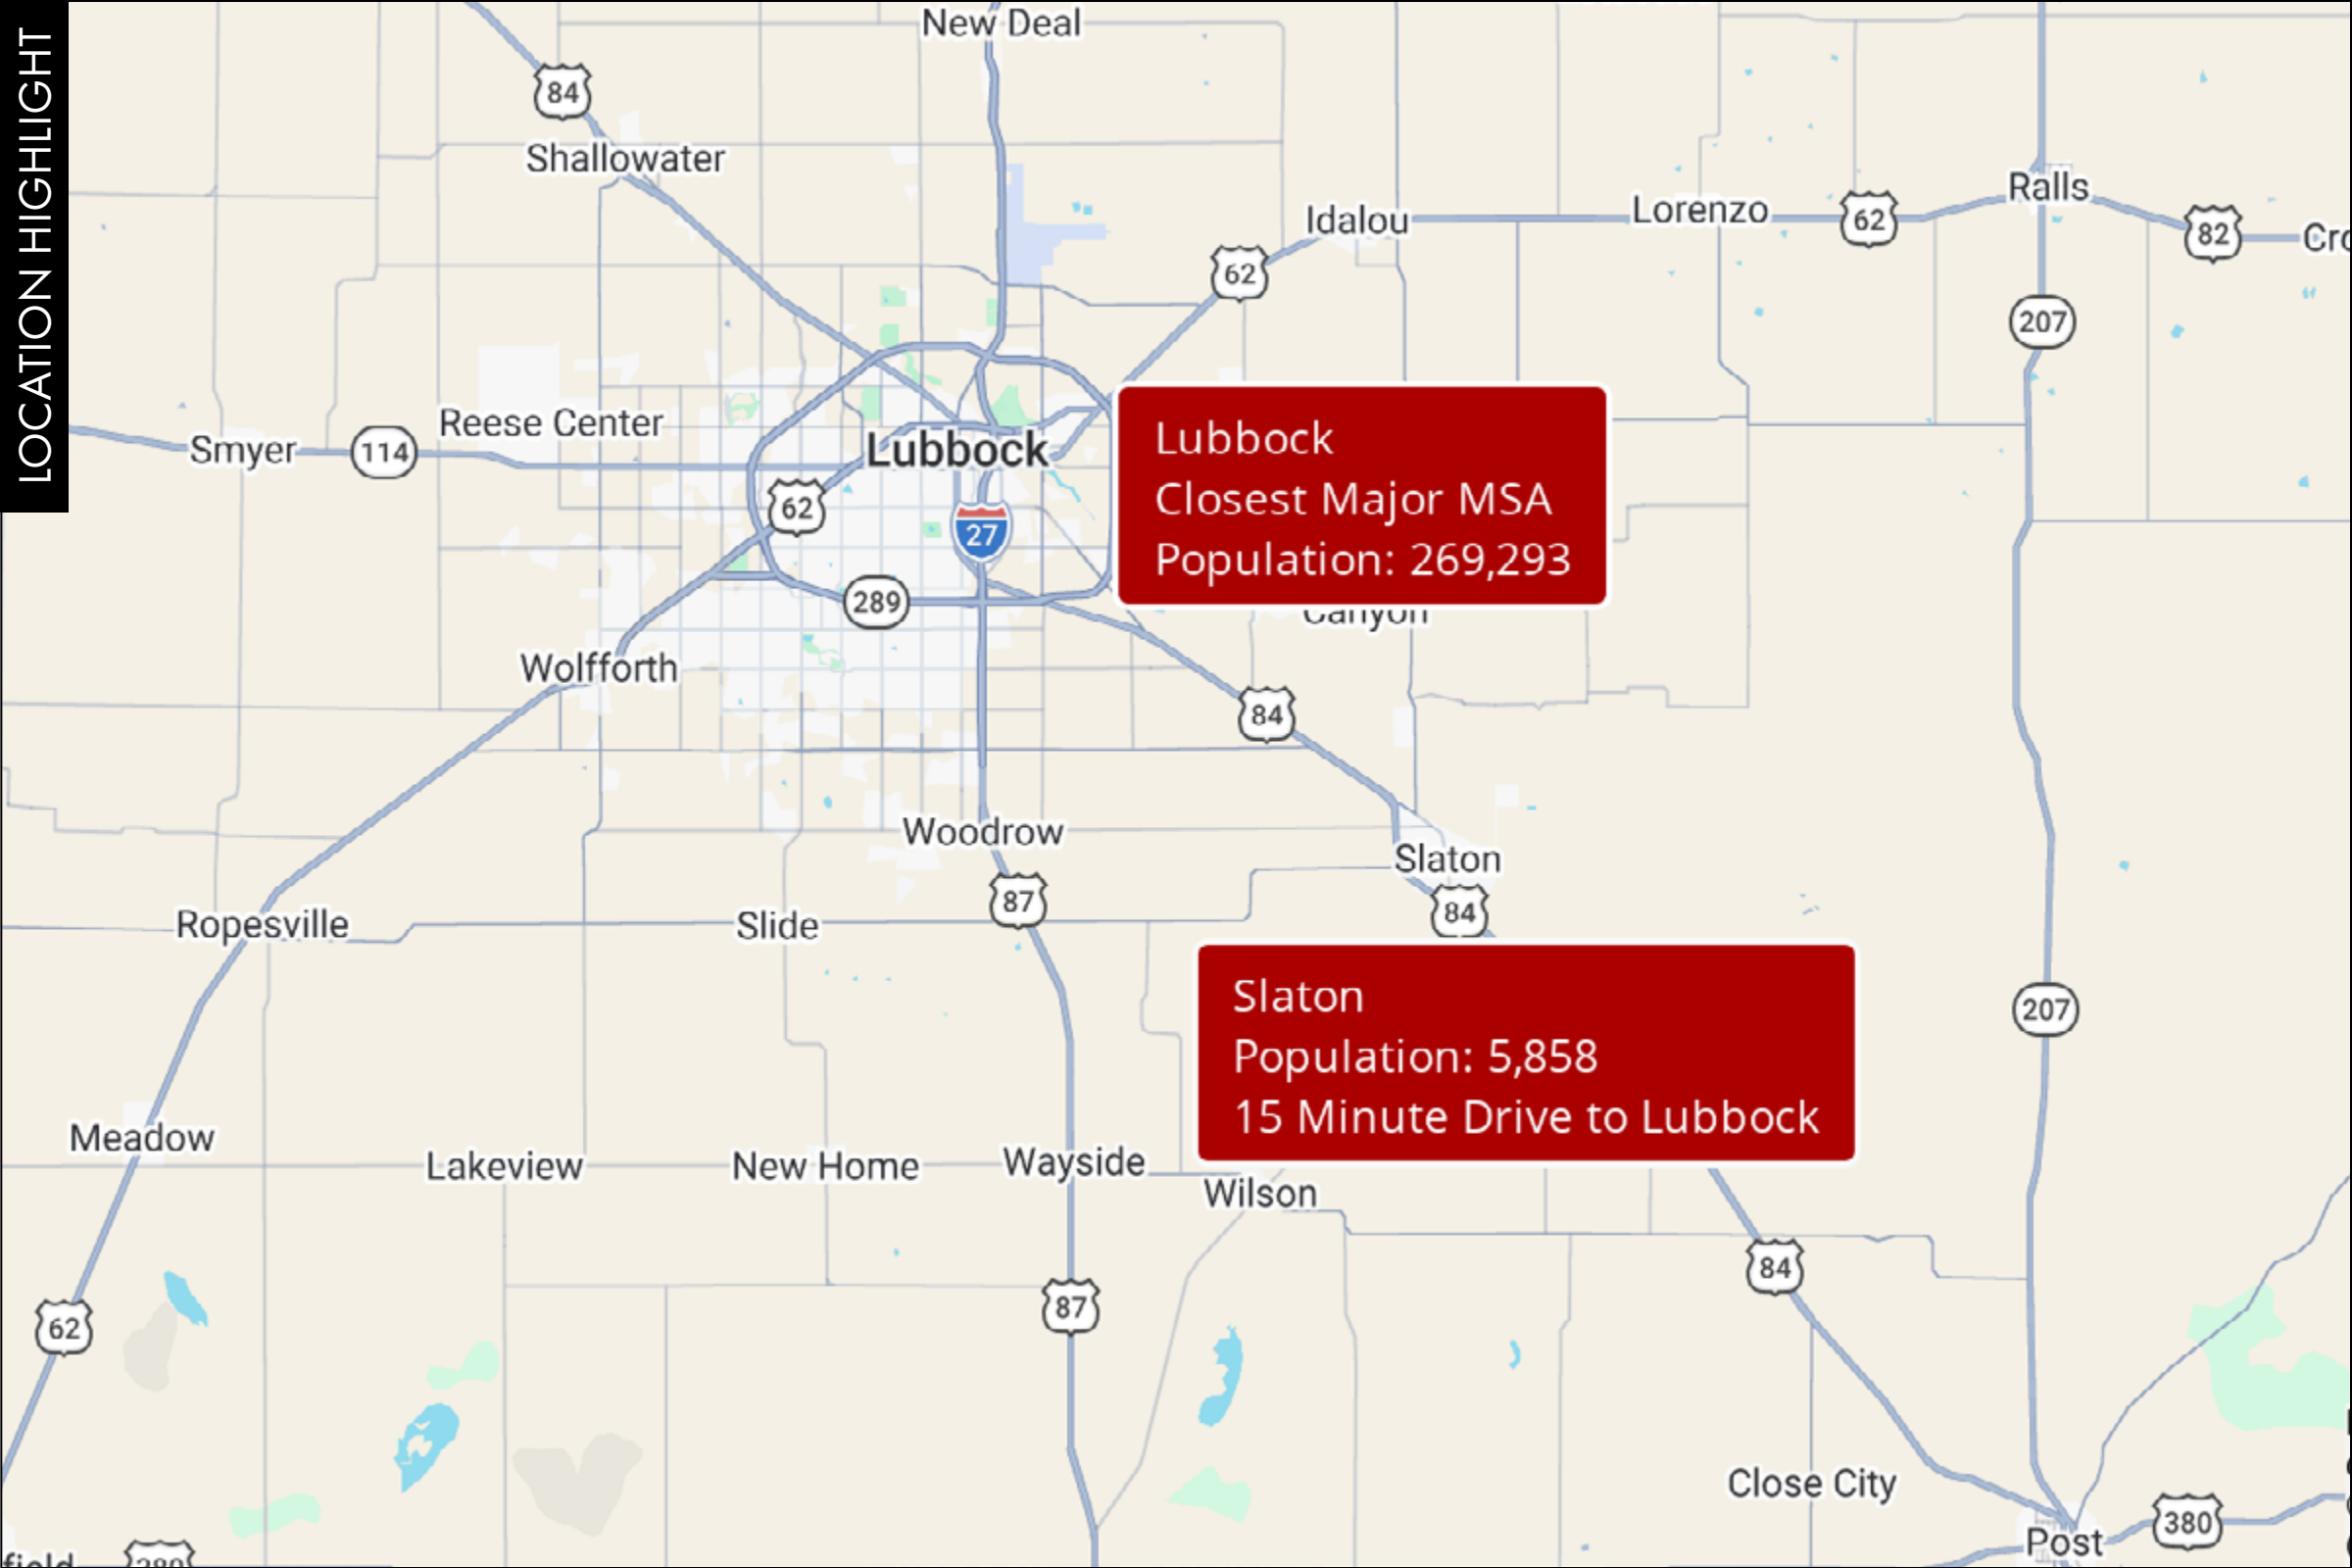 LOCATION HIGHLIGHT
New Deal
84
Shallowater
Ralls
Idalou
Lorenzo
62
82
62
207
Reese Center
Smyer
114
Lubbock
62
27
289
Lubbock
Closest Major MSA
Population: 269,293
Canyon
Wolfforth
84
Woodrow
Slaton
87
84
Ropesville
Slide
Slaton
Population: 5,858
15 Minute Drive to Lubbock
207
Meadow
Lakeview
New Home
Wayside
Wilson
84
87
62
Close City
Post
380